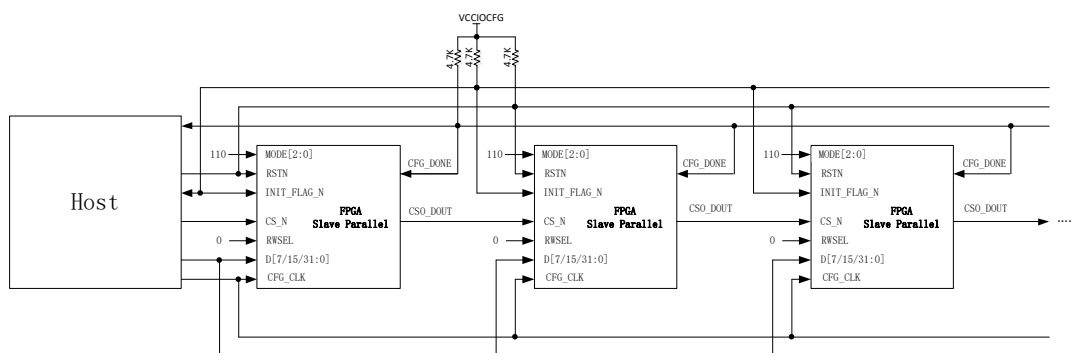 VCCIOCFG
4.7K
4.7K
4.7K
Host
110
MODE[2:0]
RSTN
INIT_FLAG_N
CS_N
0
RWSEL
D[7/15/31:0]
CFG_CLK
FPGA
Slave Parallel
CFG_DONE
CSO_DOUT
110
MODE[2:0]
RSTN
INIT_FLAG_N
CS_N
0
RWSEL
D[7/15/31:0]
CFG_CLK
FPGA
Slave Parallel
CFG_DONE
CSO_DOUT
110
MODE[2:0]
RSTN
INIT_FLAG_N
CS_N
0
RWSEL
D[7/15/31:0]
CFG_CLK
FPGA
Slave Parallel
CFG_DONE
CSO_DOUT
....